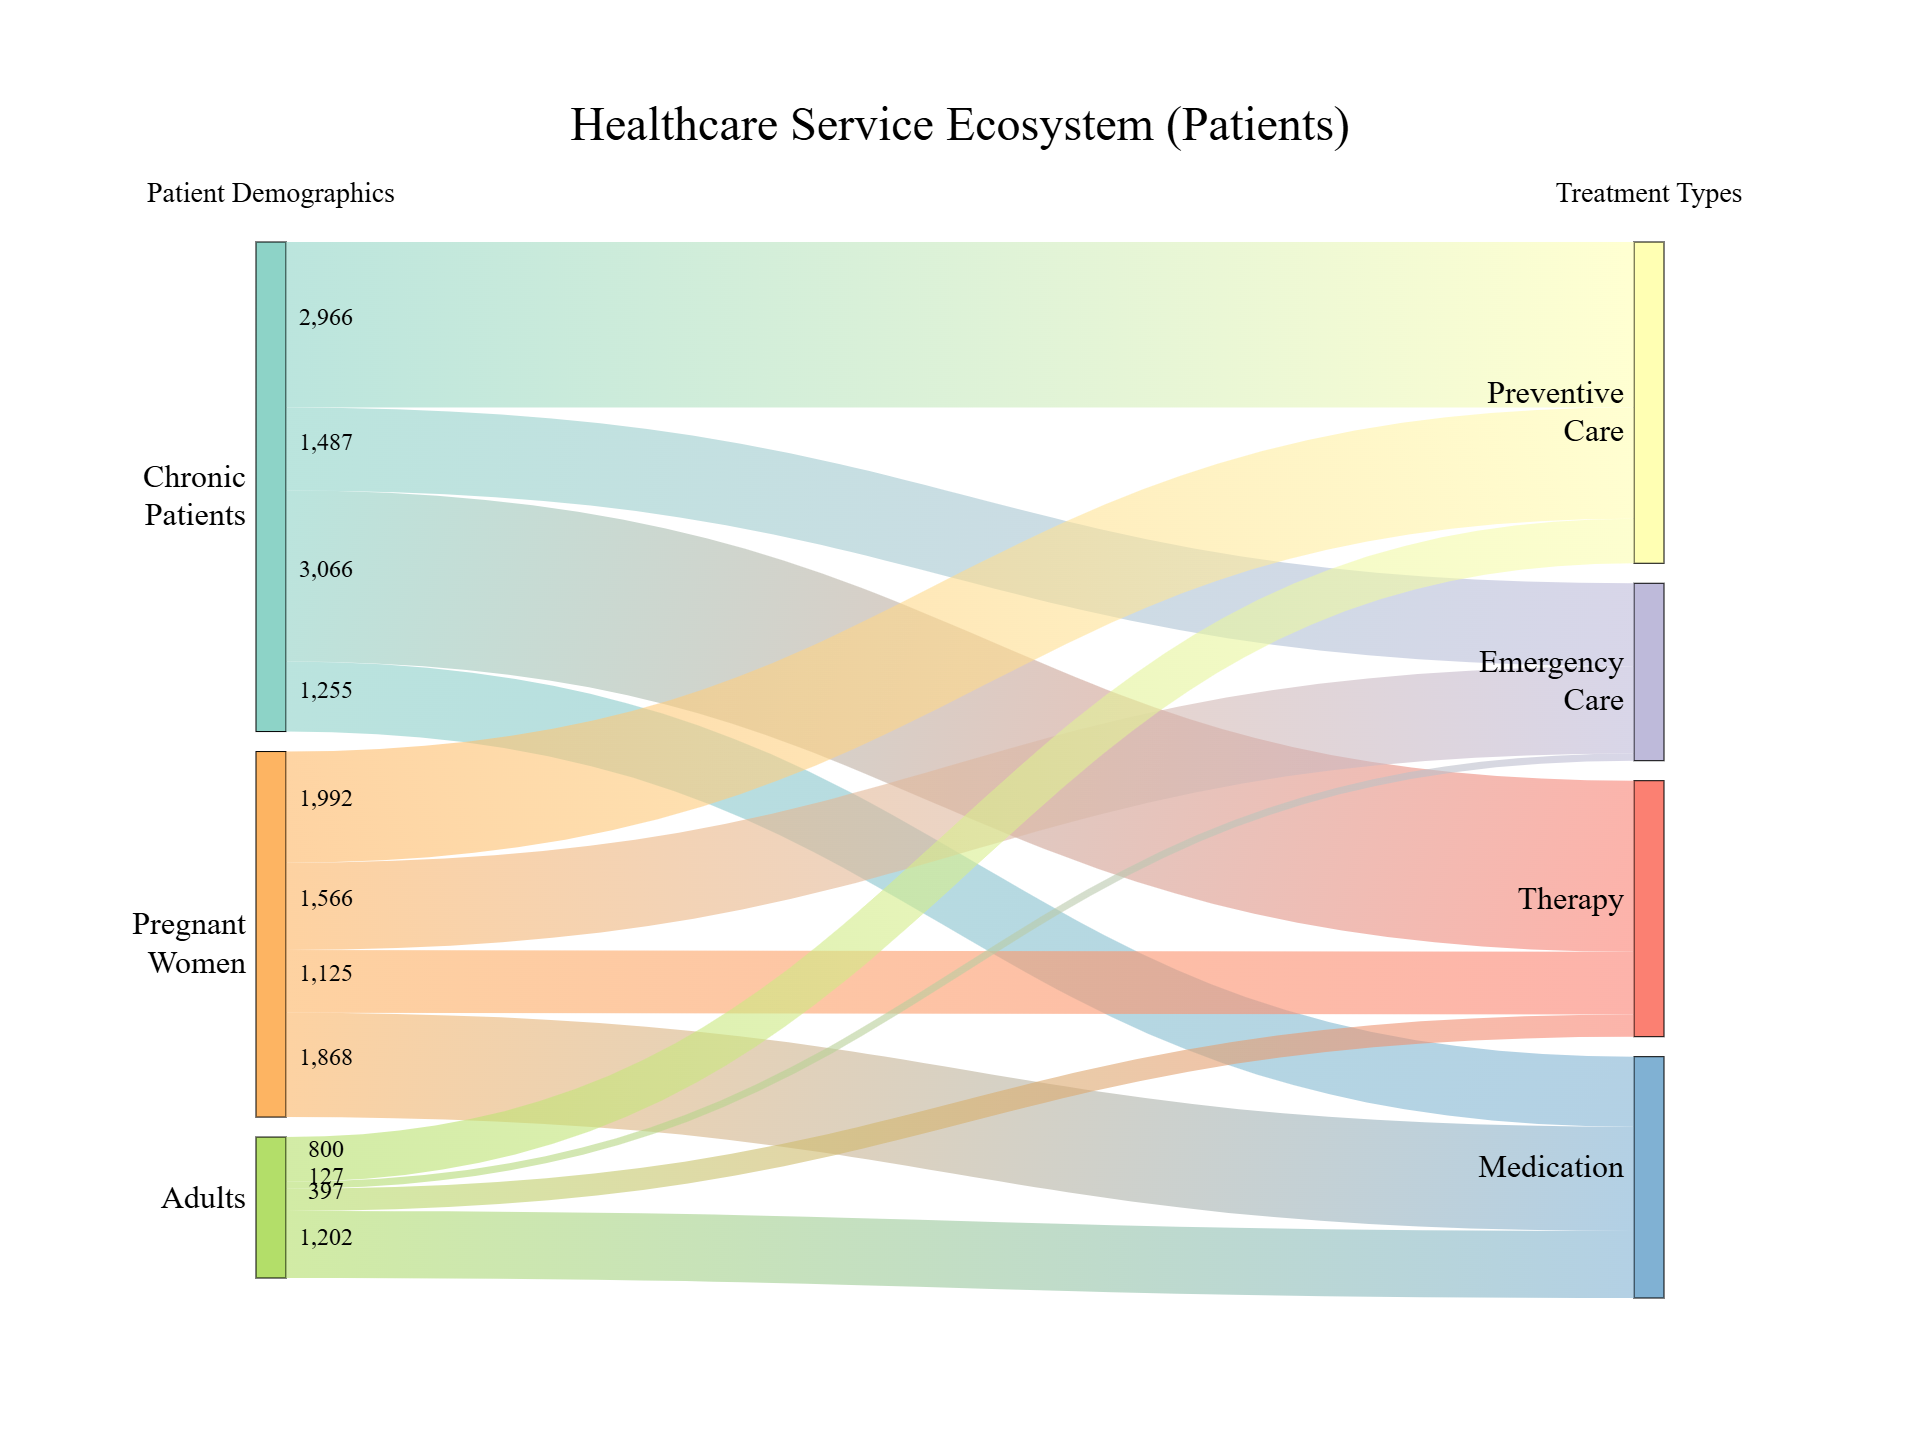 Healthcare Service Ecosystem (Patients)
Patient Demographics
Treatment Types
2,966
1,487
3,066
1,255
Chronic
Patients
1,992
1,566
1,125
1,868
Pregnant
Women
800
127
397
1,202
Adults
Preventive
Care
Emergency
Care
Therapy
Medication